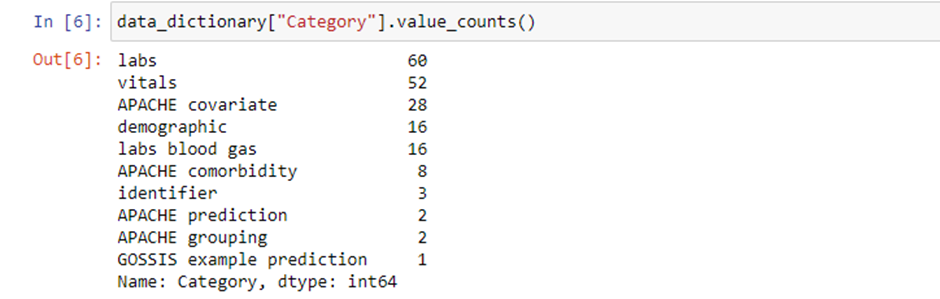 In [6]: data_dictionary["Category"].value_counts()
Out[6]: labs 60
vitals 52
APACHE covariate 28
demographic 16
labs blood gas 16
APACHE comorbidity 8
identifier 3
APACHE prediction 2
APACHE grouping 2
GOSSIS example prediction 1
Name: Category, dtype: int64